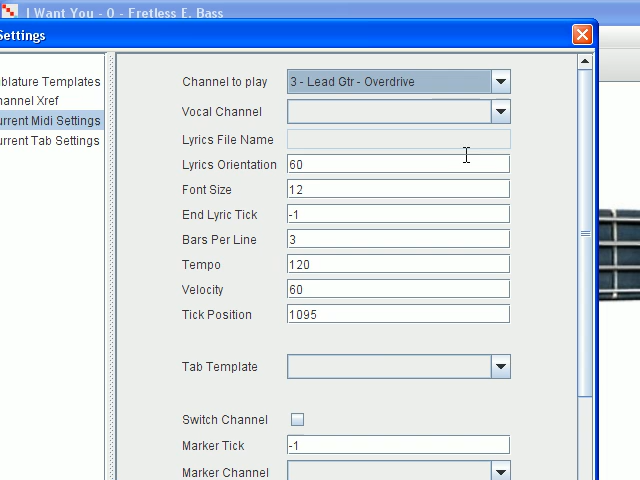 I Want You - 0 - Fretless E. Bass
Settings
blature Templates
hannel Xref
urrent Midi Settings
urrent Tab Settings
Channel to play 3 - Lead Gtr - Overdrive
Vocal Channel
Lyrics File Name
Lyrics Orientation 60
Font Size 12
End Lyric Tick -1
Bars Per Line 3
Tempo 120
Velocity 60
Tick Position 1095
Tab Template
Switch Channel
Marker Tick -1
Marker Channel